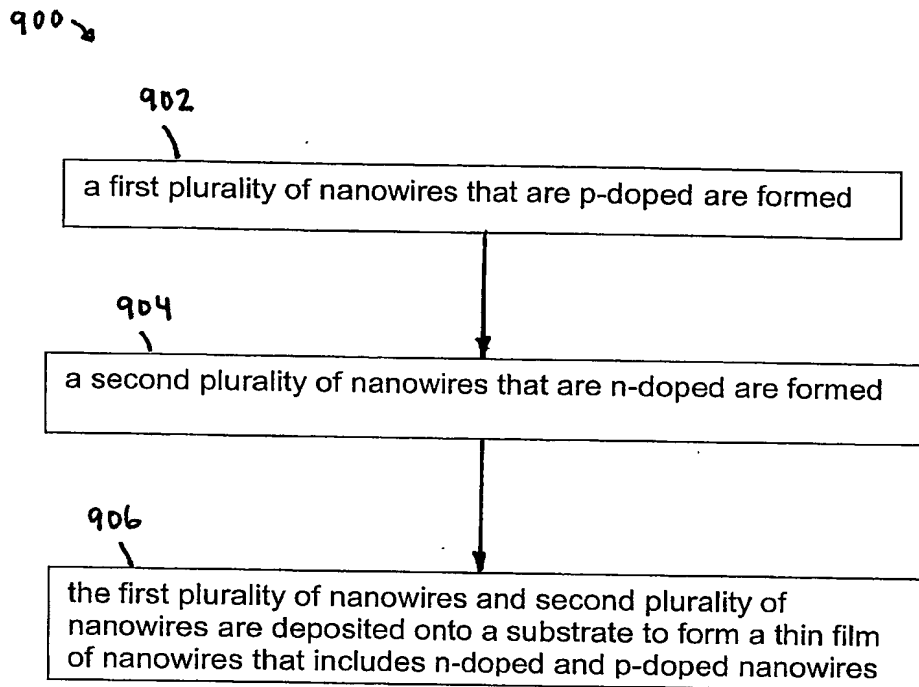 900
902
a first plurality of nanowires that are p-doped are formed
904
a second plurality of nanowires that are n-doped are formed
906
the first plurality of nanowires and second plurality of
nanowires are deposited onto a substrate to form a thin film
of nanowires that includes n-doped and p-doped nanowires